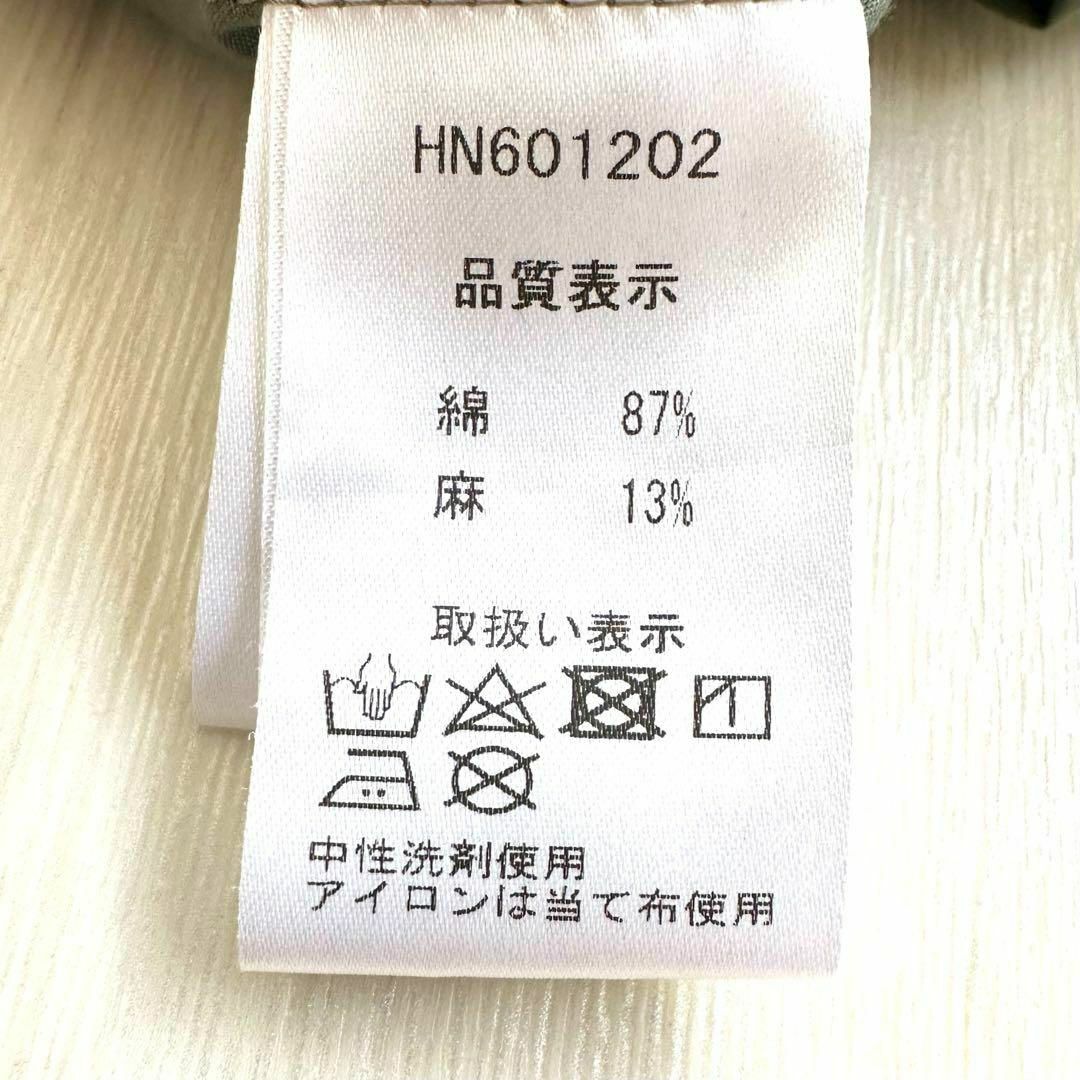 HN601202
品質表示
綿 87%
麻 13%
取扱い表示
中性洗剤使用
アイロンは当て布使用